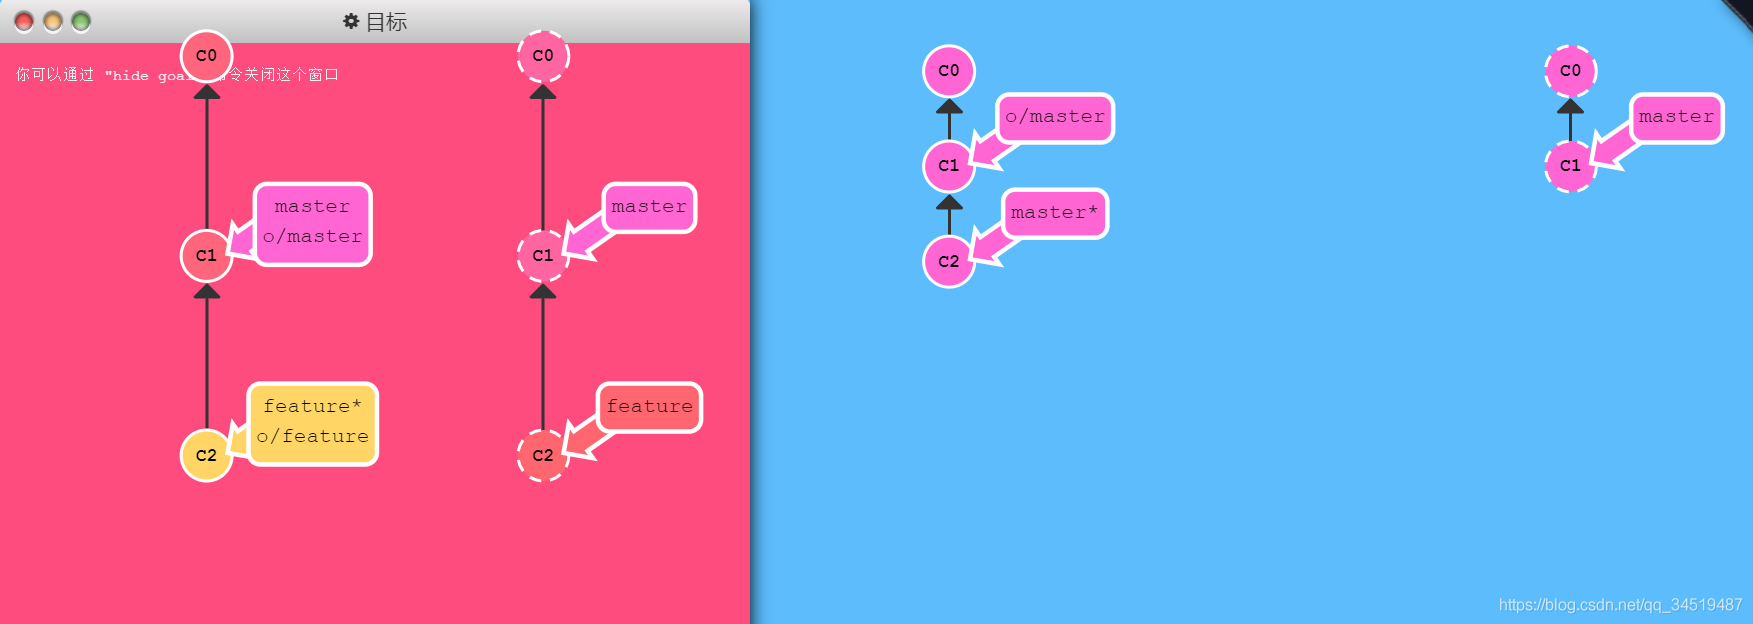 目标
你可以通过 "hide goal" 命令关闭这个窗口
C0
C0
master
o/master
C1
master
C1
feature*
o/feature
C2
feature
C2
C0
o/master
C1
master*
C2
C0
master
C1
https://blog.csdn.net/qq_34519487